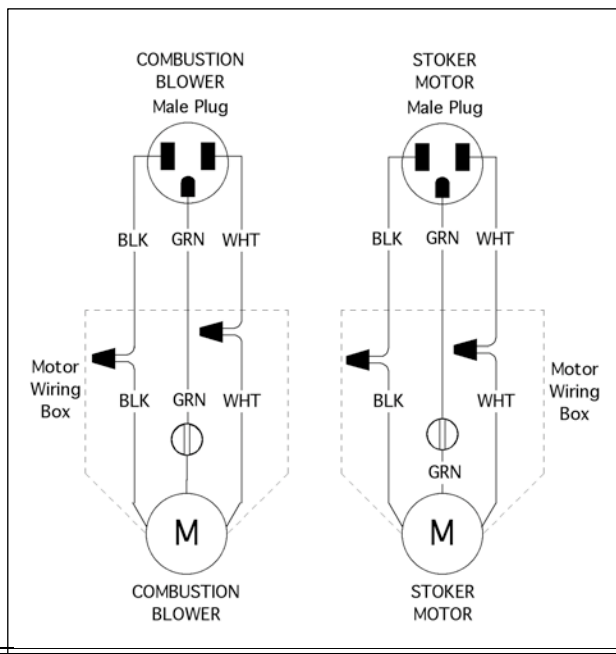 COMBUSTION
BLOWER
Male Plug
BLK GRN WHT
Motor
Wiring
Box
BLK GRN WHT
M
COMBUSTION
BLOWER
STOKER
MOTOR
Male Plug
BLK GRN WHT
Motor
Wiring
Box
BLK WHT
GRN
M
STOKER
MOTOR